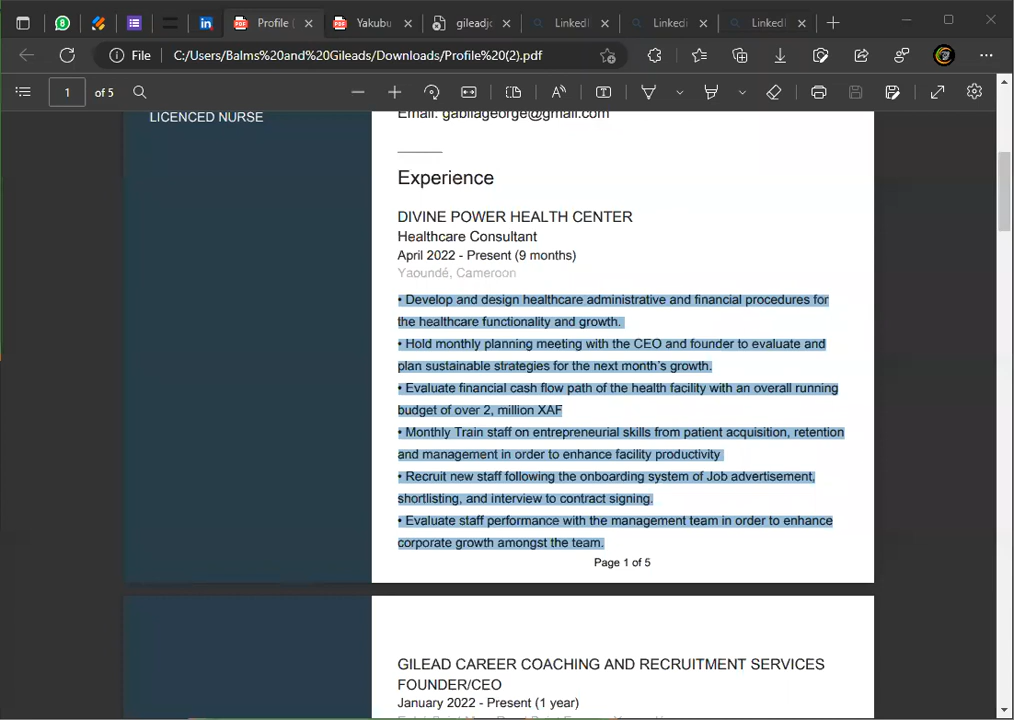 Profile (
Yakubu
gileadjc
LinkedI
Linkedi
LinkedI
File
C:/Users/Balms%20and%20Gileads/Downloads/Profile%20(2).pdf
1 of 5
LICENCED NURSE
Email: gabilageorge@gmail.com
Experience
DIVINE POWER HEALTH CENTER
Healthcare Consultant
April 2022 - Present (9 months)
Yaoundé, Cameroon
• Develop and design healthcare administrative and financial procedures for
the healthcare functionality and growth.
• Hold monthly planning meeting with the CEO and founder to evaluate and
plan sustainable strategies for the next month's growth.
• Evaluate financial cash flow path of the health facility with an overall running
budget of over 2, million XAF
• Monthly Train staff on entrepreneurial skills from patient acquisition, retention
and management in order to enhance facility productivity
• Recruit new staff following the onboarding system of Job advertisement,
shortlisting, and interview to contract signing.
• Evaluate staff performance with the management team in order to enhance
corporate growth amongst the team.
Page 1 of 5
GILEAD CAREER COACHING AND RECRUITMENT SERVICES
FOUNDER/CEO
January 2022 - Present (1 year)